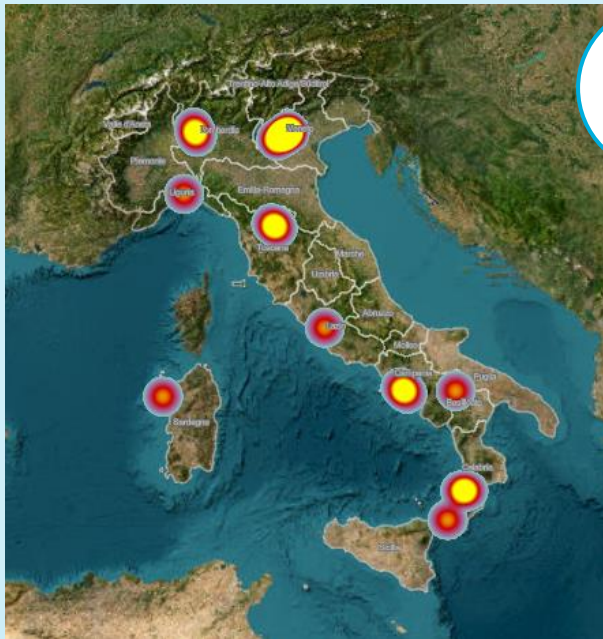 Trentino-Alto Adige/Südtirol
Valle d'Aosta
Lombardia
Veneto
Piemonte
Liguria
Emilia-Romagna
Toscana
Marche
Umbria
Lazio
Abruzzo
Molise
Campania
Puglia
Sardegna
Calabria
Sicilia